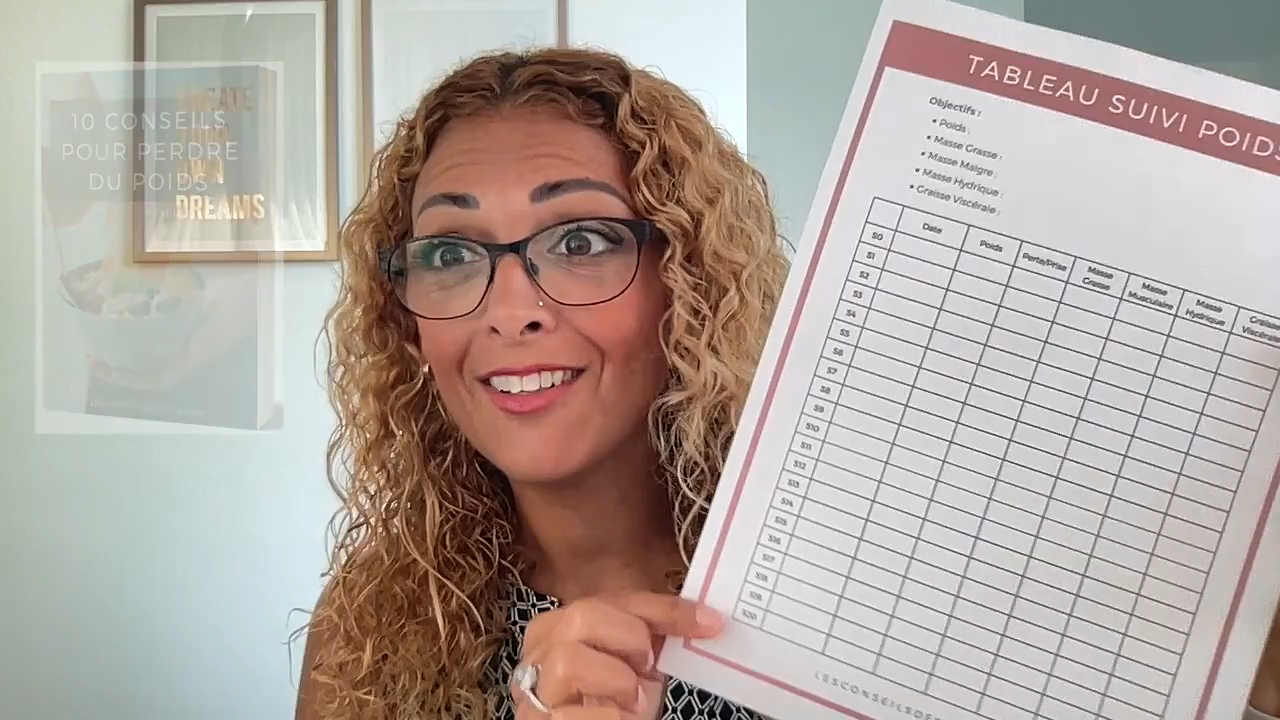 10 CONSEILS
POUR PERDRE
DU POIDS
DREAMS
TABLEAU SUIVI POIDS
Objectifs :
• Poids :
• Masse Grasse :
• Masse Maigre :
• Masse Hydrique :
• Graisse Viscérale :
Date Poids Perte/Prise Masse Grasse Masse Musculaire Masse Hydrique
S0
S1
S2
S3
S4
S5
S6
S7
S8
S9
S10
S11
S12
S13
S14
S15
S16
S17
S18
S19
S20